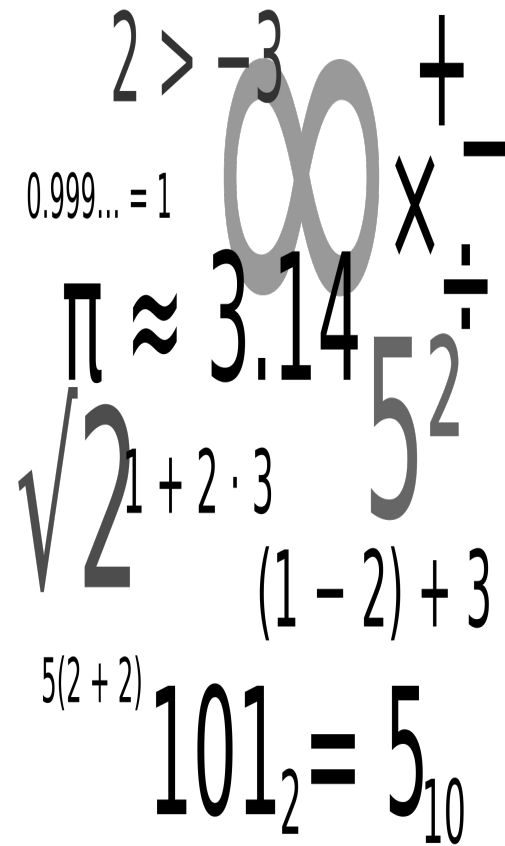 2 > −3
∞
+
−
×
÷
0.999... = 1
π ≈ 3.14
5²
√2
1 + 2 · 3
(1 − 2) + 3
5(2 + 2)
101₂ = 5₁₀